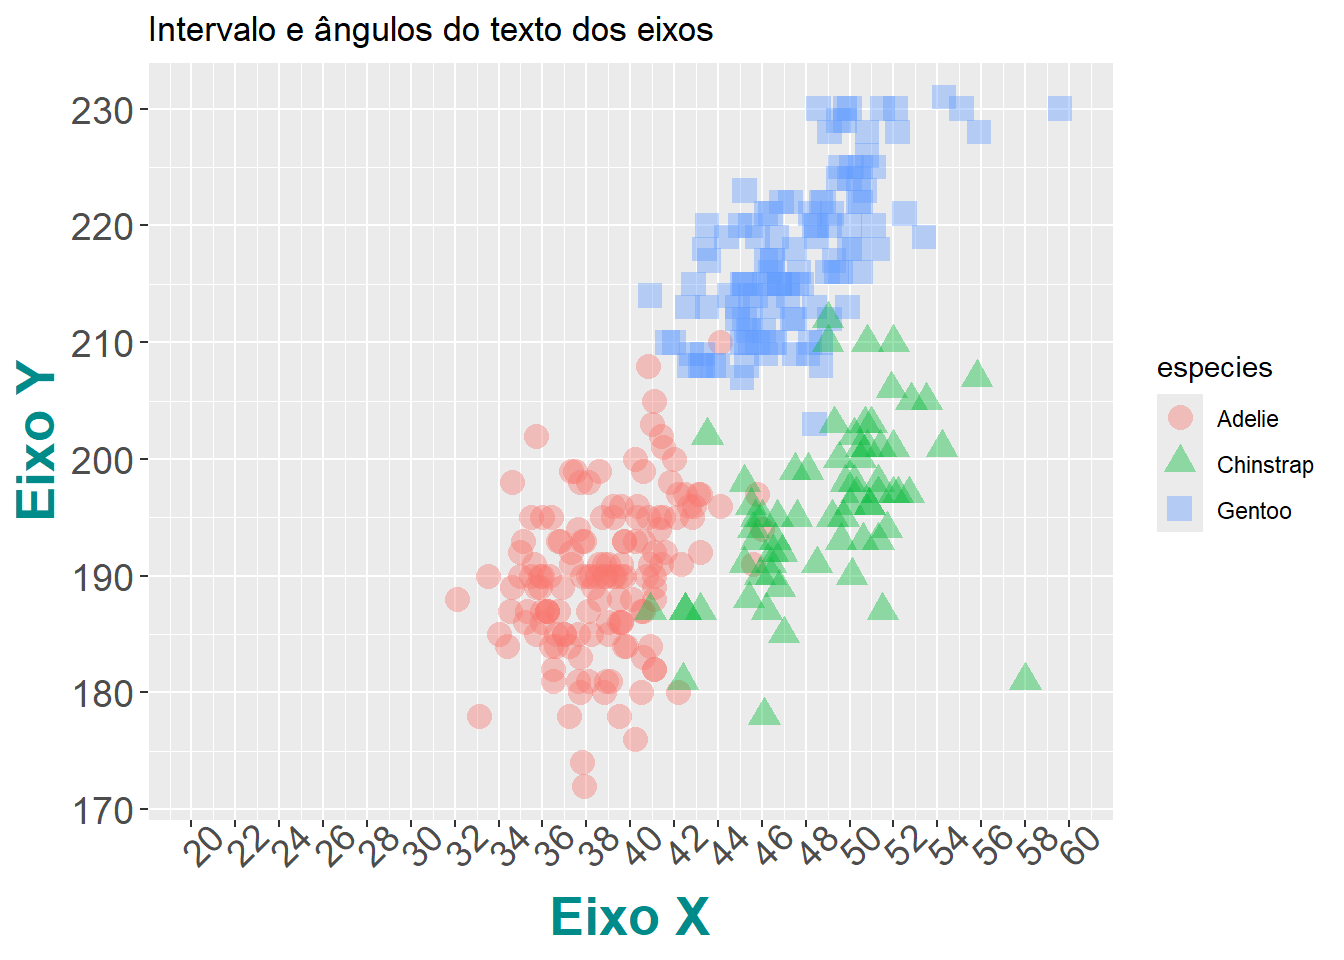 Intervalo e ângulos do texto dos eixos
230
220
210
200
190
180
170
Eixo Y
20 22 24 26 28 30 32 34 36 38 40 42 44 46 48 50 52 54 56 58 60
Eixo X
especies
Adelie
Chinstrap
Gentoo